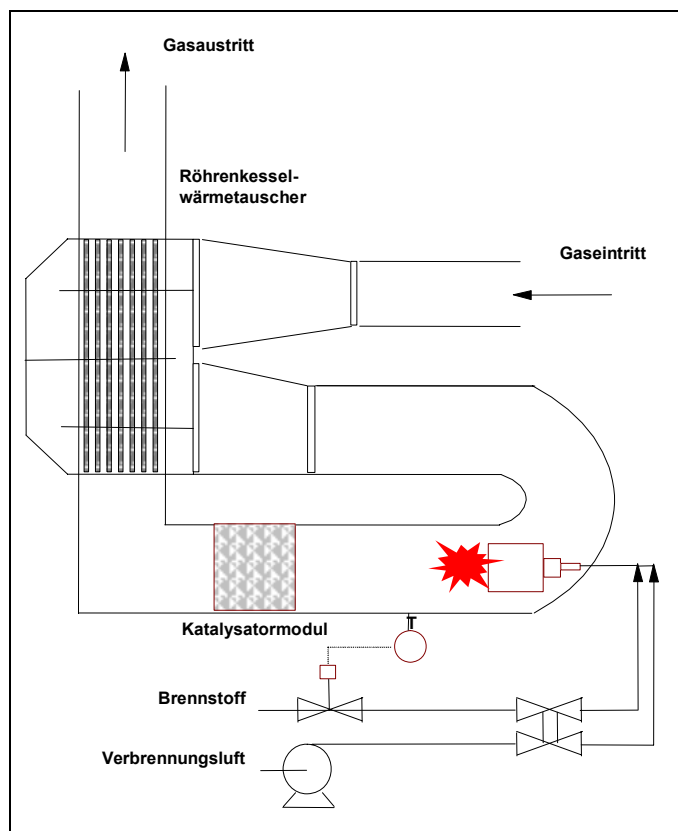 Gasaustritt
Röhrenkessel-
wärmetauscher
Gaseintritt
Katalysatormodul
T
Brennstoff
Verbrennungsluft